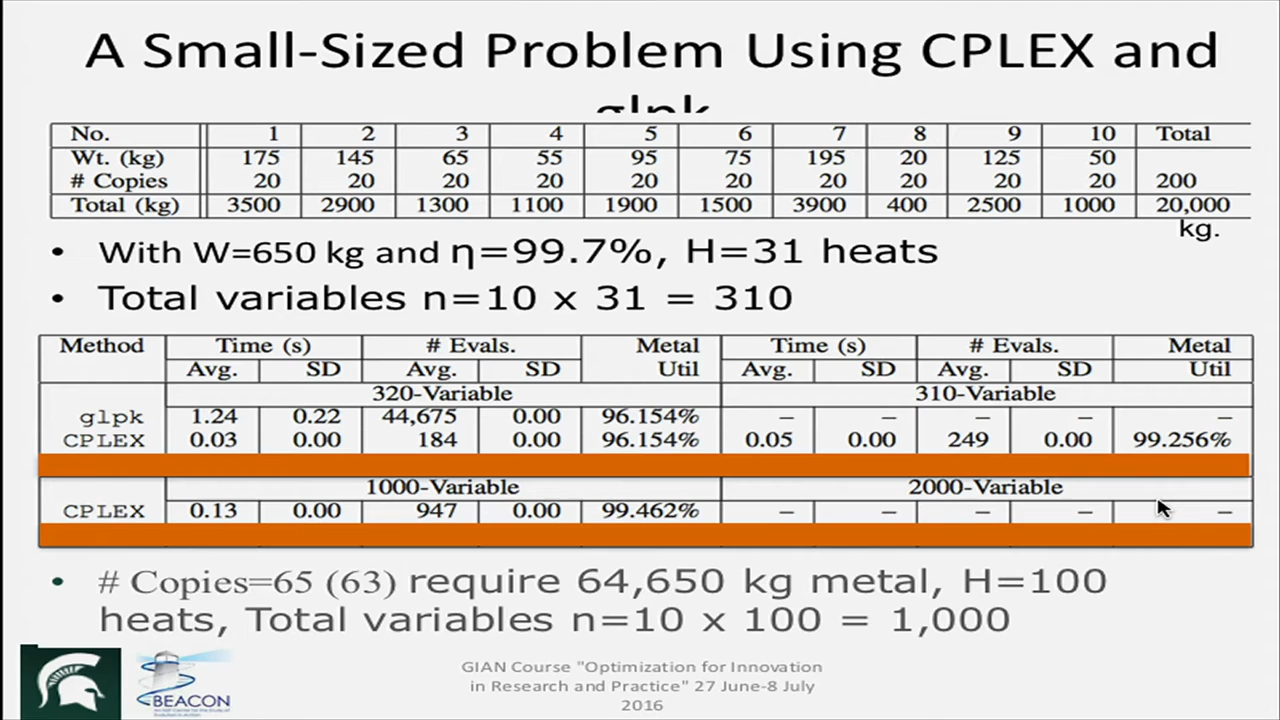 A Small-Sized Problem Using CPLEX and
glpk
No. 1 2 3 4 5 6 7 8 9 10 Total
Wt. (kg) 175 145 65 55 95 75 195 20 125 50
# Copies 20 20 20 20 20 20 20 20 20 20 200
Total (kg) 3500 2900 1300 1100 1900 1500 3900 400 2500 1000 20,000
kg.
• With W=650 kg and η=99.7%, H=31 heats
• Total variables n=10 x 31 = 310
Method Time (s) # Evals. Metal Time (s) # Evals. Metal
Avg. SD Avg. SD Util Avg. SD Avg. SD Util
320-Variable 310-Variable
glpk 1.24 0.22 44,675 0.00 96.154% – – – – –
CPLEX 0.03 0.00 184 0.00 96.154% 0.05 0.00 249 0.00 99.256%
1000-Variable 2000-Variable
CPLEX 0.13 0.00 947 0.00 99.462% – – – – –
• # Copies=65 (63) require 64,650 kg metal, H=100
heats, Total variables n=10 x 100 = 1,000
GIAN Course "Optimization for Innovation
in Research and Practice" 27 June-8 July
2016
BEACON